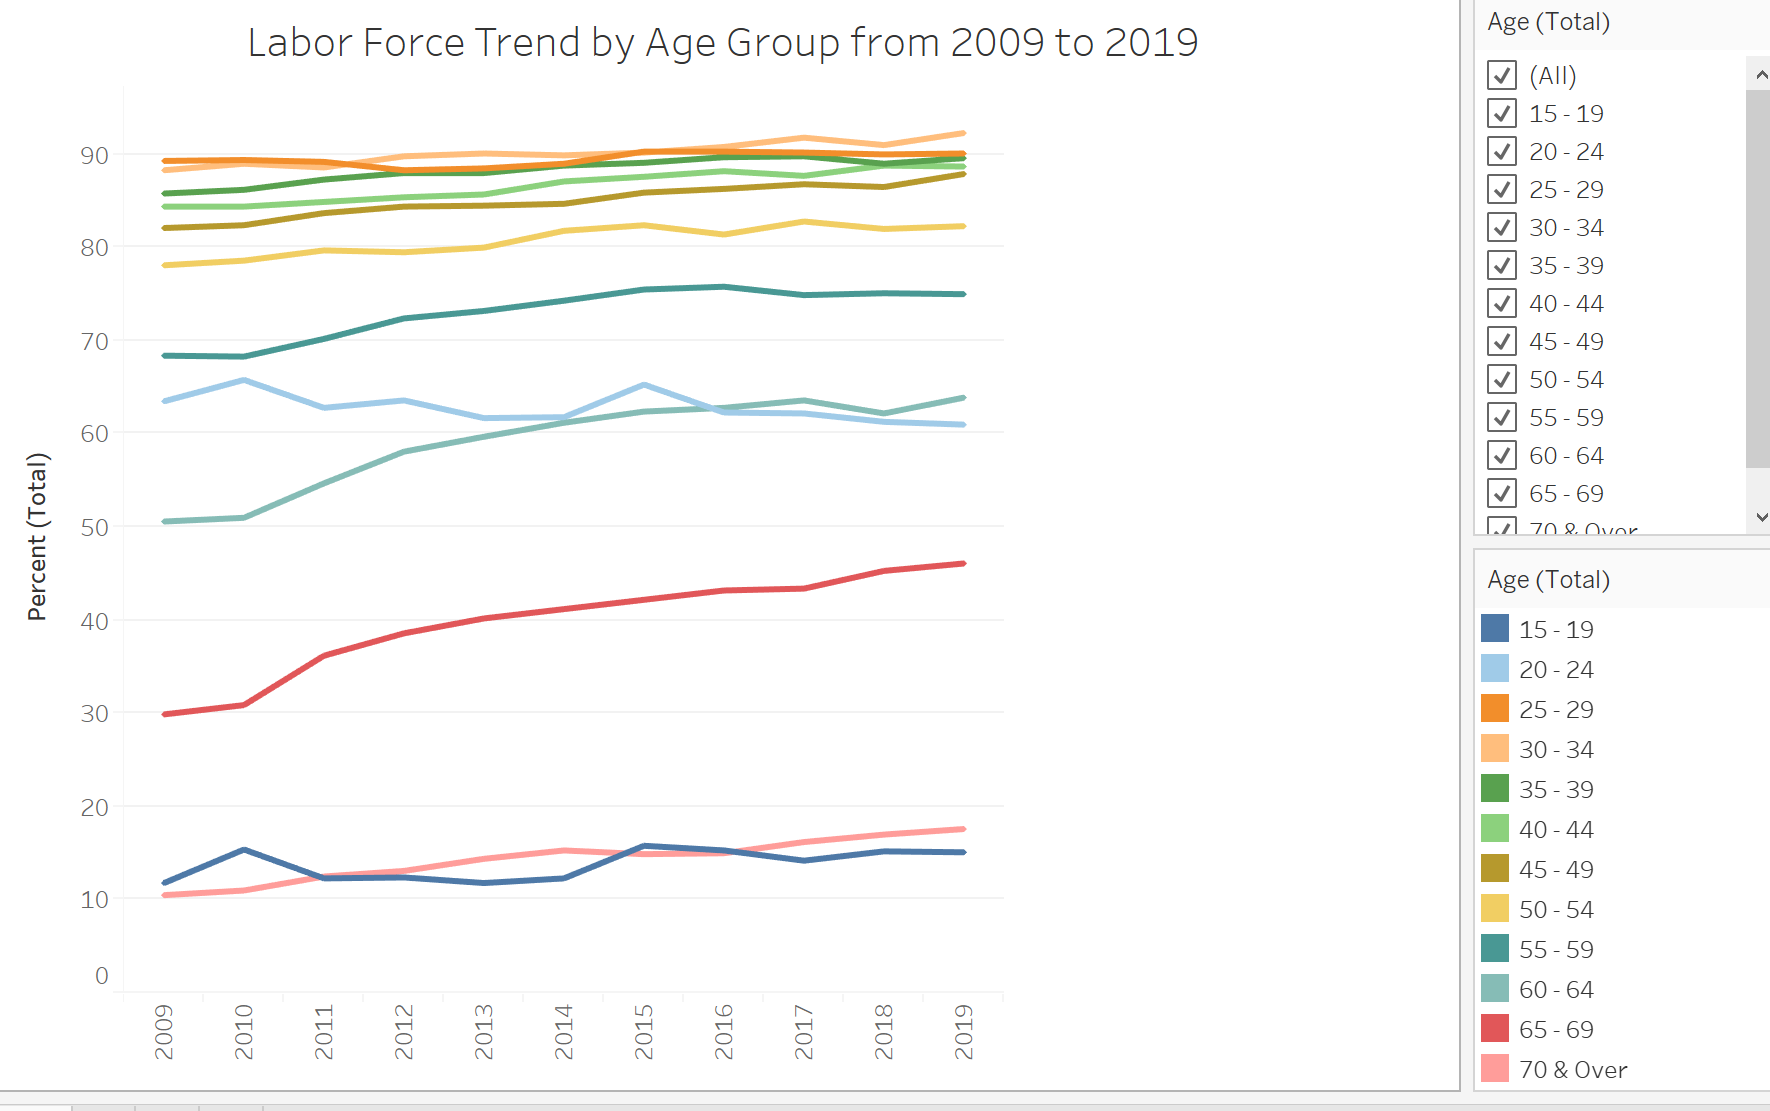 Labor Force Trend by Age Group from 2009 to 2019
Percent (Total)
90
80
70
60
50
40
30
20
10
0
2009
2010
2011
2012
2013
2014
2015
2016
2017
2018
2019
Age (Total)
(All)
15 - 19
20 - 24
25 - 29
30 - 34
35 - 39
40 - 44
45 - 49
50 - 54
55 - 59
60 - 64
65 - 69
70 & Over
Age (Total)
15 - 19
20 - 24
25 - 29
30 - 34
35 - 39
40 - 44
45 - 49
50 - 54
55 - 59
60 - 64
65 - 69
70 & Over